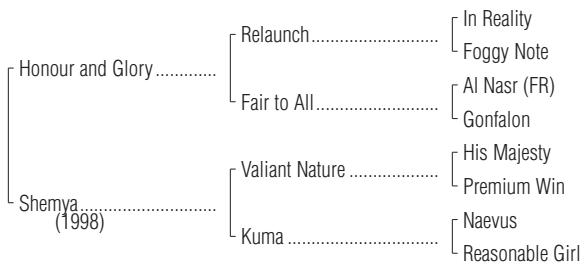 In Reality
Relaunch
Foggy Note
Honour and Glory
Al Nasr (FR)
Fair to All
Gonfalon
His Majesty
Valiant Nature
Premium Win
Shemya
(1998)
Naevus
Kuma
Reasonable Girl